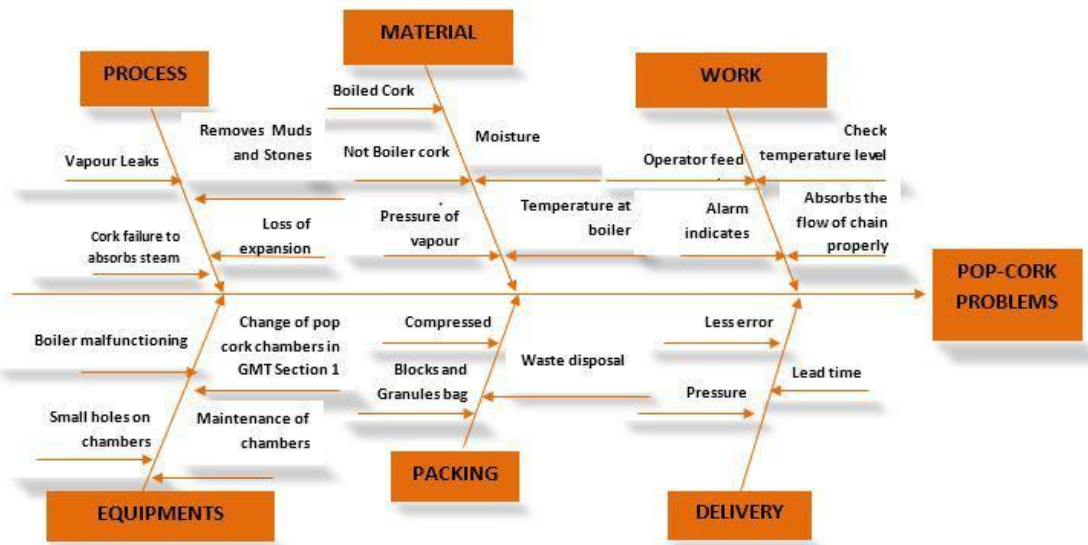 MATERIAL
PROCESS
WORK
Boiled Cork
Removes Muds
and Stones
Moisture
Check
temperature level
Vapour Leaks
Not Boiler cork
Operator feed
Cork failure to
absorbs steam
Loss of
expansion
Pressure of
vapour
Temperature at
boiler
Alarm
indicates
Absorbs the
flow of chain
properly
POP-CORK
PROBLEMS
Boiler malfunctioning
Change of pop
cork chambers in
GMT Section 1
Compressed
Less error
Blocks and
Granules bag
Waste disposal
Lead time
Pressure
Small holes on
chambers
Maintenance of
chambers
PACKING
EQUIPMENTS
DELIVERY